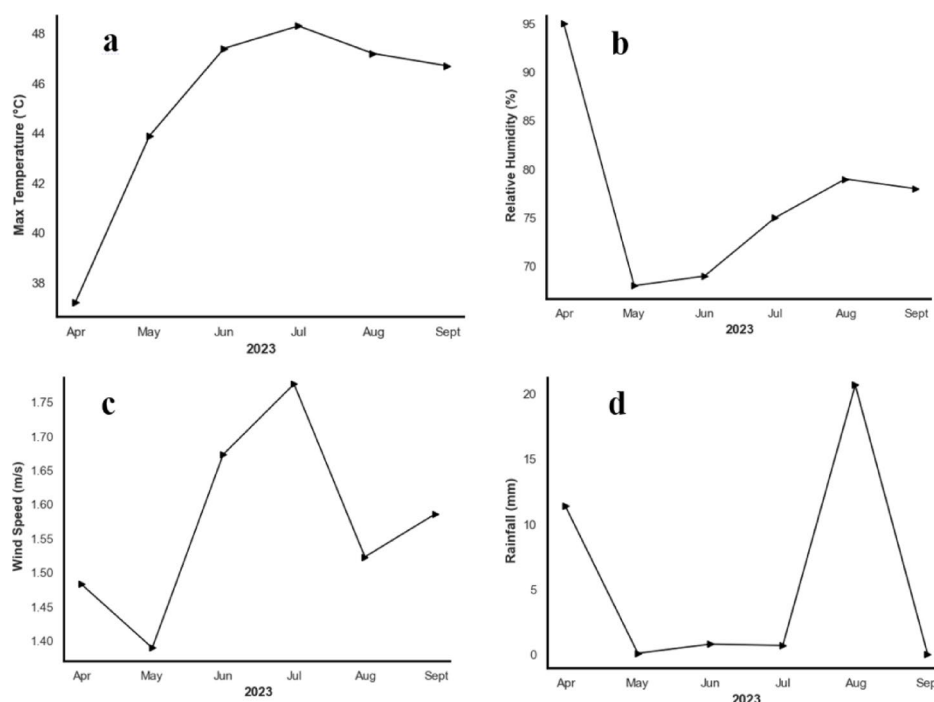 a
Max Temperature (°C)
48
46
44
42
40
38
Apr May Jun Jul Aug Sept
2023
b
Relative Humidity (%)
95
90
85
80
75
70
Apr May Jun Jul Aug Sept
2023
c
Wind Speed (m/s)
1.75
1.70
1.65
1.60
1.55
1.50
1.45
1.40
Apr May Jun Jul Aug Sept
2023
d
Rainfall (mm)
20
15
10
5
0
Apr May Jun Jul Aug Sept
2023